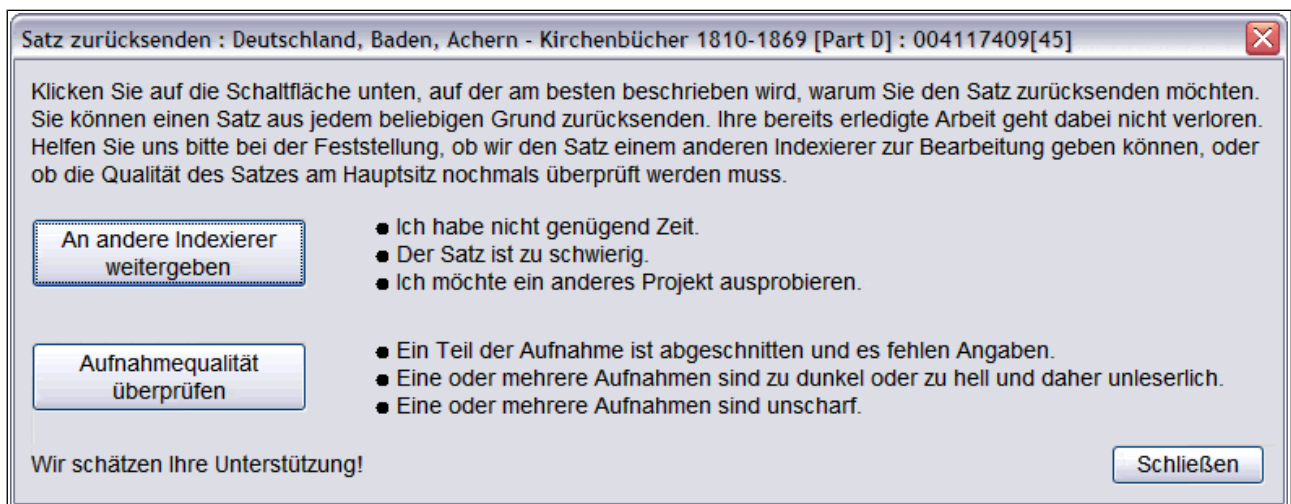 Satz zurücksenden : Deutschland, Baden, Achern - Kirchenbücher 1810-1869 [Part D] : 004117409[45]
Klicken Sie auf die Schaltfläche unten, auf der am besten beschrieben wird, warum Sie den Satz zurücksenden möchten.
Sie können einen Satz aus jedem beliebigen Grund zurücksenden. Ihre bereits erledigte Arbeit geht dabei nicht verloren.
Helfen Sie uns bitte bei der Feststellung, ob wir den Satz einem anderen Indexierer zur Bearbeitung geben können, oder
ob die Qualität des Satzes am Hauptsitz nochmals überprüft werden muss.
An andere Indexierer
weitergeben
● Ich habe nicht genügend Zeit.
● Der Satz ist zu schwierig.
● Ich möchte ein anderes Projekt ausprobieren.
Aufnahmequalität
überprüfen
● Ein Teil der Aufnahme ist abgeschnitten und es fehlen Angaben.
● Eine oder mehrere Aufnahmen sind zu dunkel oder zu hell und daher unleserlich.
● Eine oder mehrere Aufnahmen sind unscharf.
Wir schätzen Ihre Unterstützung!
Schließen